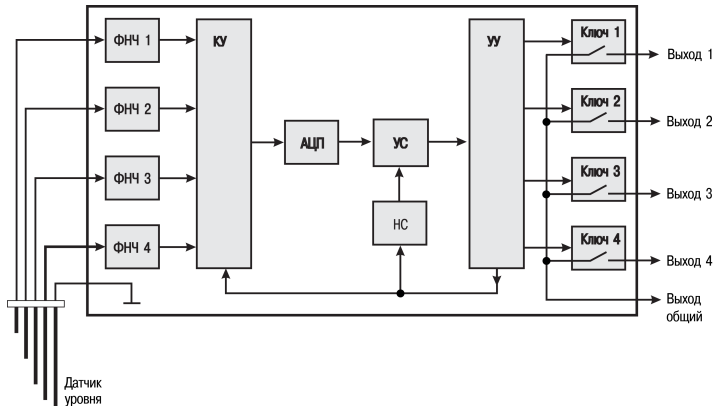 ФНЧ 1
КУ
УУ
Ключ 1
Выход 1
ФНЧ 2
Ключ 2
Выход 2
АЦП
УС
ФНЧ 3
Ключ 3
Выход 3
НС
ФНЧ 4
Ключ 4
Выход 4
Выход
общий
Датчик
уровня